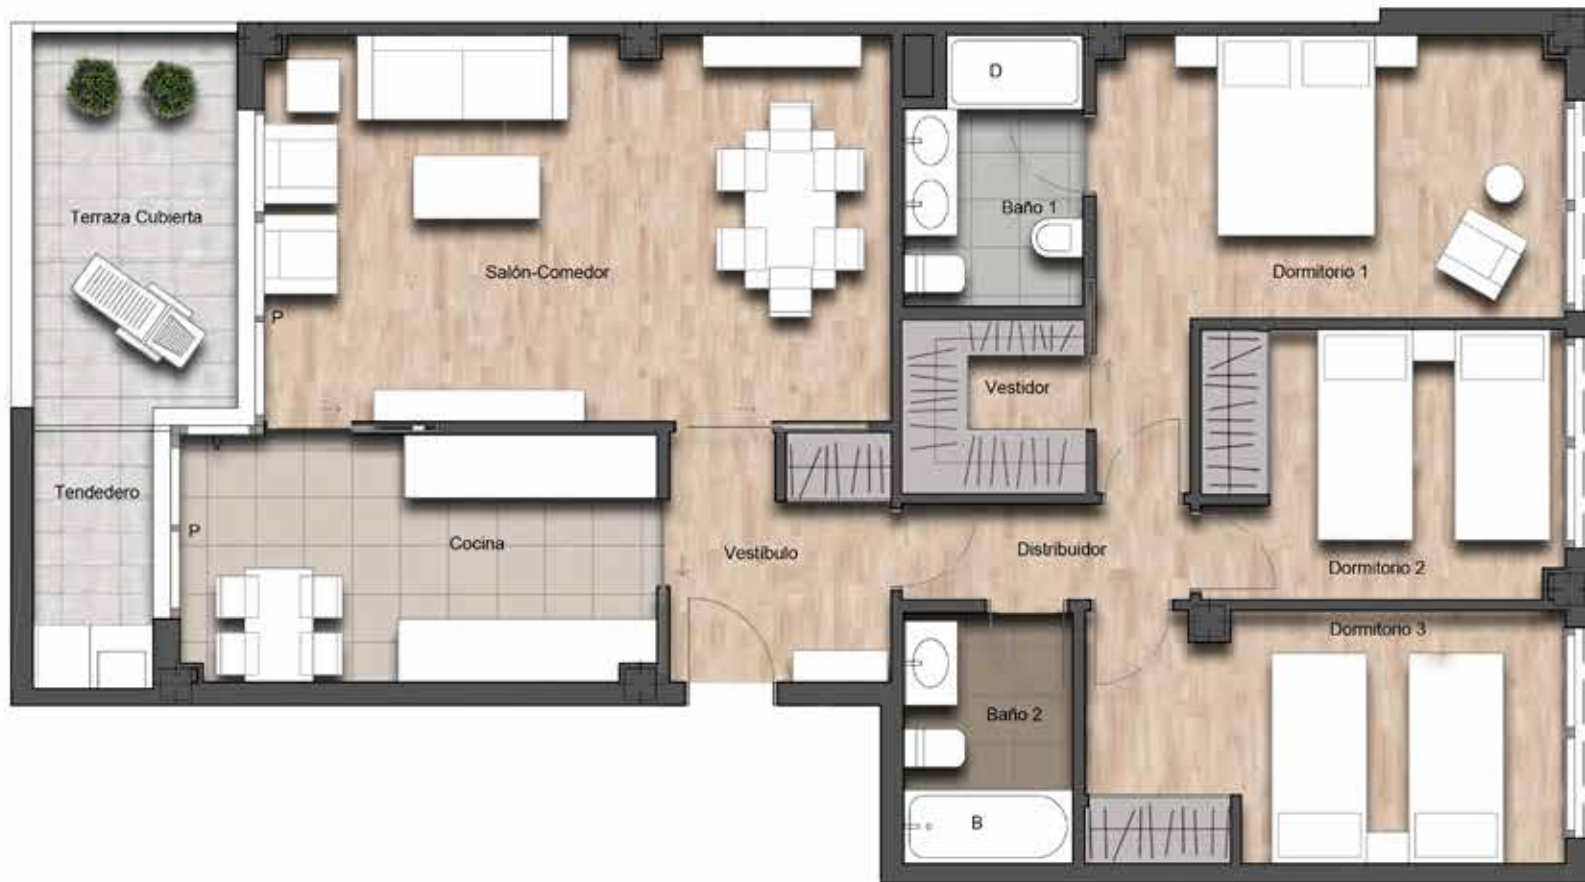 D
Terraza Cubierta
Baño 1
Salón-Comedor
Dormitorio 1
P
Vestidor
Tendedero
P
Cocina
Vestíbulo
Distribuidor
Dormitorio 2
Dormitorio 3
Baño 2
B